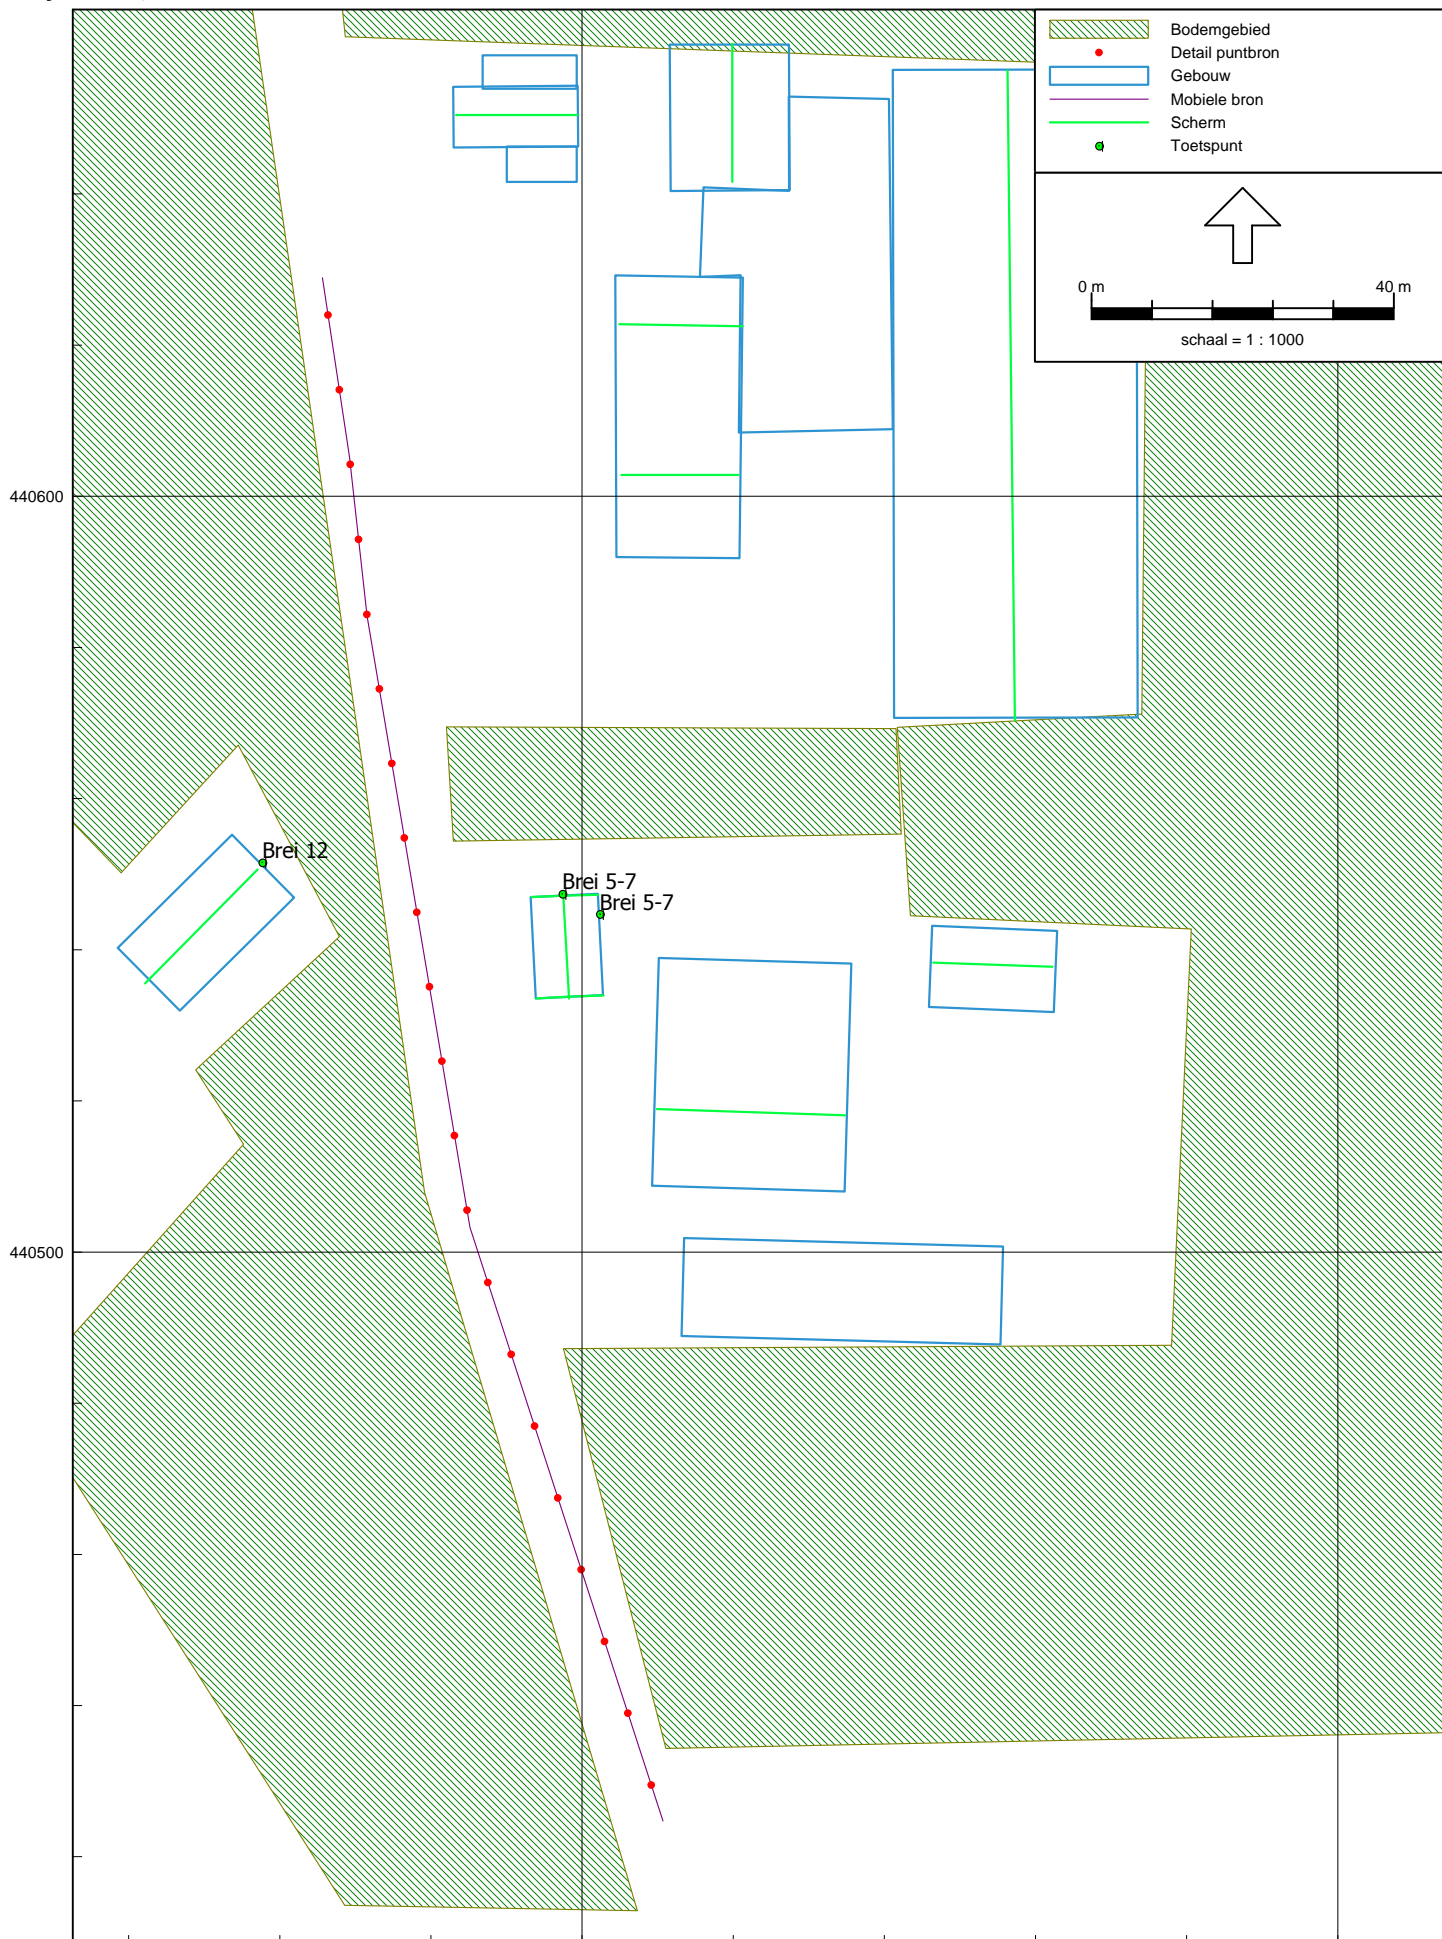 Bodemgebied
Detail puntbron
Gebouw
Mobiele bron
Scherm
Toetspunt
0 m 40 m
schaal = 1 : 1000
440600
Brei 12
Brei 5-7
Brei 5-7
440500